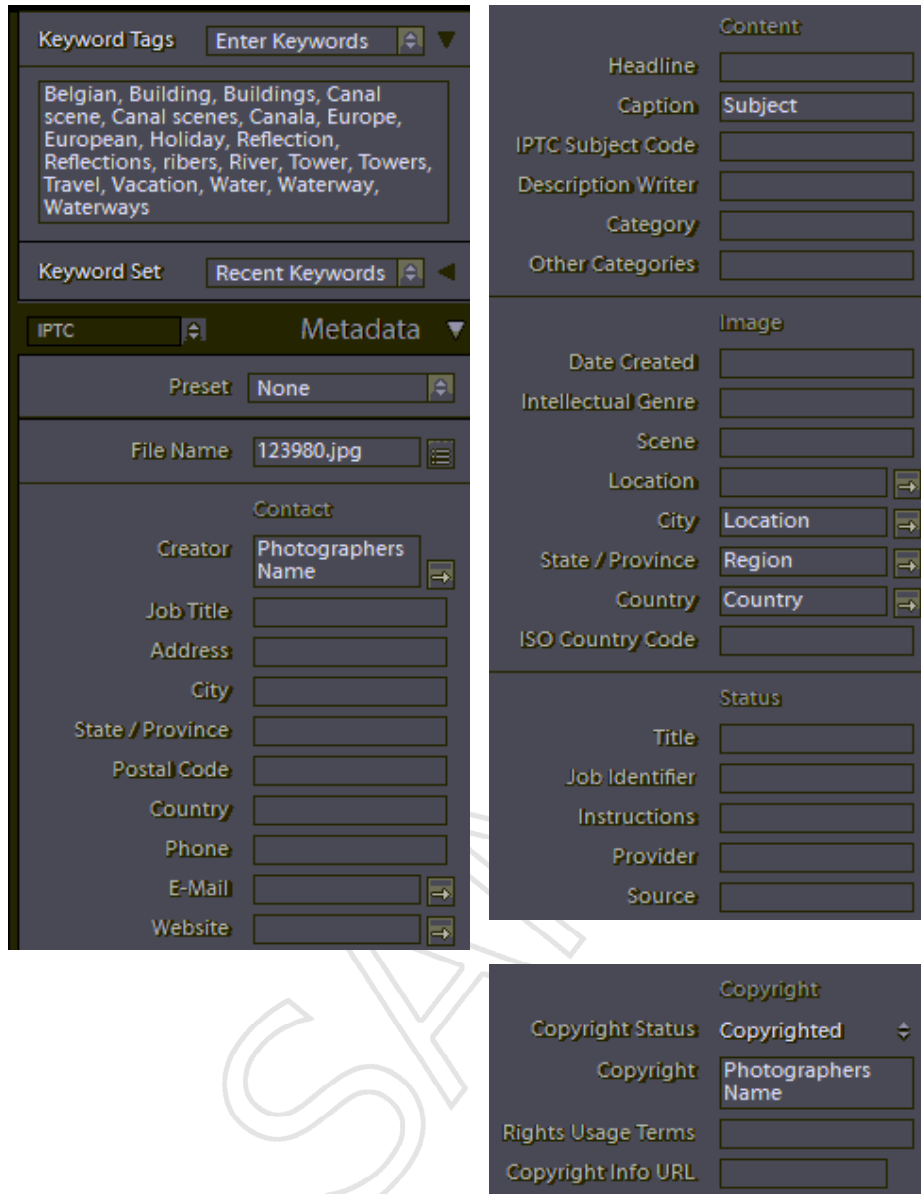 Keyword Tags Enter Keywords
Belgian, Building, Buildings, Canal
scene, Canal scenes, Canala, Europe,
European, Holiday, Reflection,
Reflections, ribers, River, Tower, Towers,
Travel, Vacation, Water, Waterway,
Waterways
Keyword Set Recent Keywords
IPTC Metadata
Preset None
File Name 123980.jpg
Contact
Creator Photographers
Name
Job Title
Address
City
State / Province
Postal Code
Country
Phone
E-Mail
Website
Content
Headline
Caption Subject
IPTC Subject Code
Description Writer
Category
Other Categories
Image
Date Created
Intellectual Genre
Scene
Location
City Location
State / Province Region
Country Country
ISO Country Code
Status
Title
Job Identifier
Instructions
Provider
Source
Copyright
Copyright Status Copyrighted
Copyright Photographers
Name
Rights Usage Terms
Copyright Info URL